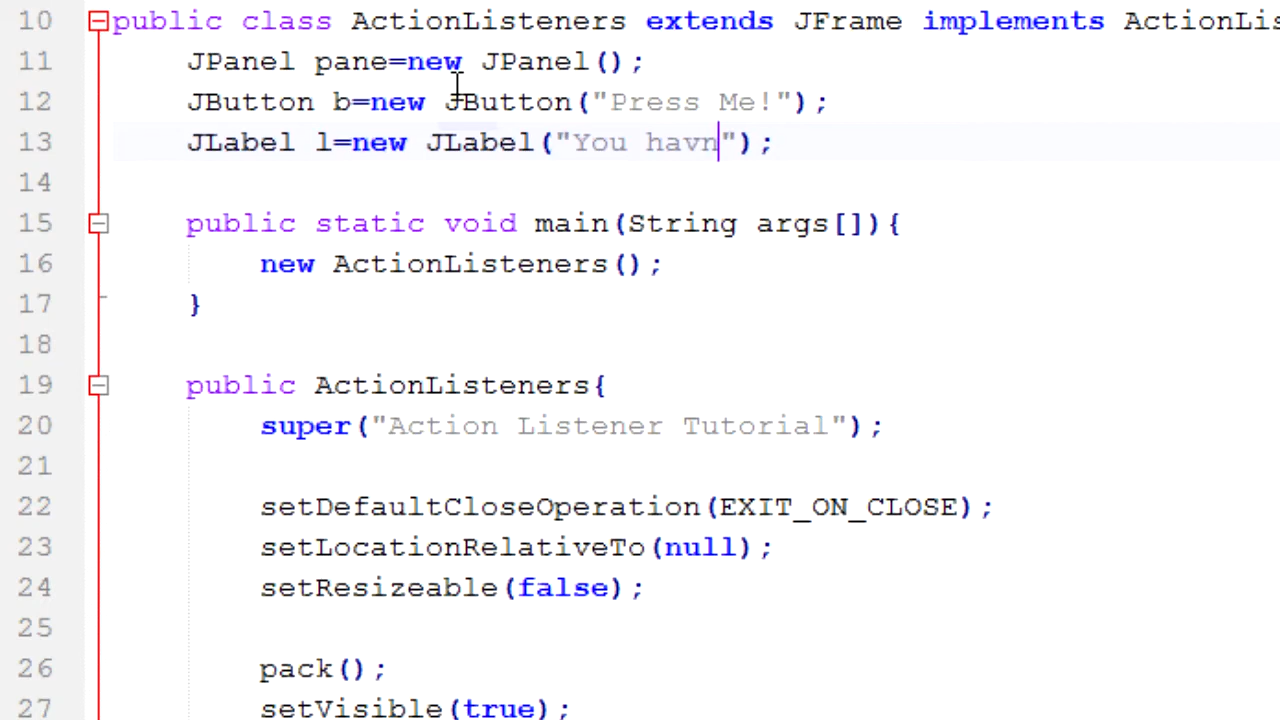 10 public class ActionListeners extends JFrame implements ActionLis
11 JPanel pane=new JPanel();
12 JButton b=new JButton("Press Me!");
13 JLabel l=new JLabel("You havn");
14
15 public static void main(String args[]){
16 new ActionListeners();
17 }
18
19 public ActionListeners{
20 super("Action Listener Tutorial");
21
22 setDefaultCloseOperation(EXIT_ON_CLOSE);
23 setLocationRelativeTo(null);
24 setResizeable(false);
25
26 pack();
27 setVisible(true);